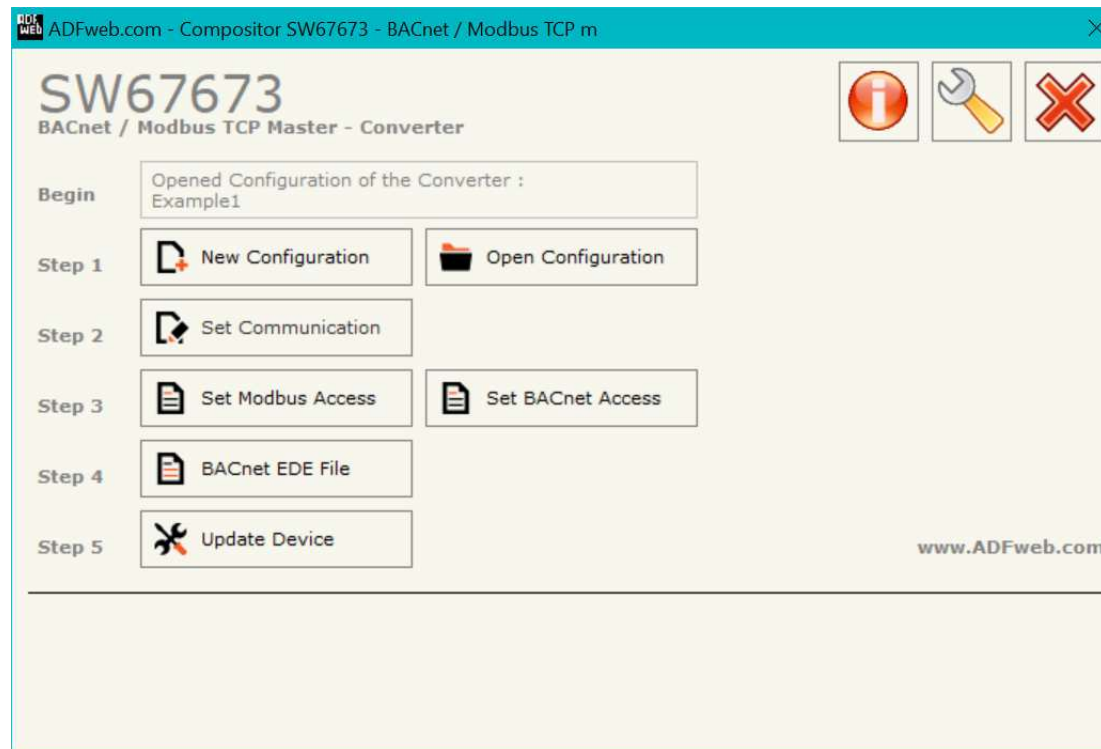 ADF
WEB ADFweb.com - Compositor SW67673 - BACnet / Modbus TCP m
SW67673
BACnet / Modbus TCP Master - Converter
Begin
Opened Configuration of the Converter :
Example1
Step 1 New Configuration Open Configuration
Step 2 Set Communication
Step 3 Set Modbus Access Set BACnet Access
Step 4 BACnet EDE File
Step 5 Update Device
www.ADFweb.com